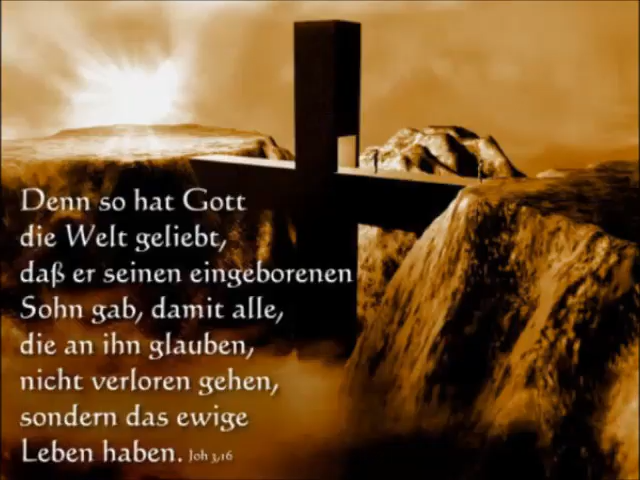 Denn so hat Gott
die Welt geliebt,
daß er seinen eingeborenen
Sohn gab, damit alle,
die an ihn glauben,
nicht verloren gehen,
sondern das ewige
Leben haben. Joh 3,16